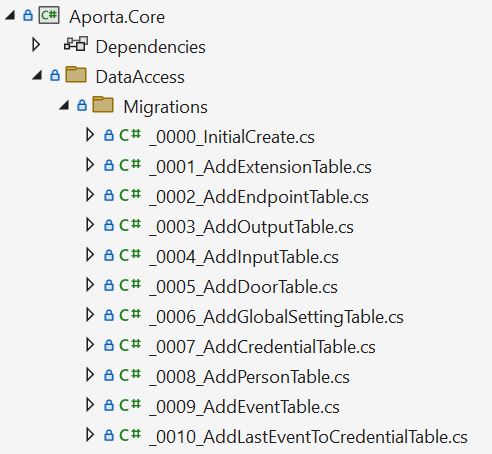 C# Aporta.Core
Dependencies
DataAccess
Migrations
C# _0000_InitialCreate.cs
C# _0001_AddExtensionTable.cs
C# _0002_AddEndpointTable.cs
C# _0003_AddOutputTable.cs
C# _0004_AddInputTable.cs
C# _0005_AddDoorTable.cs
C# _0006_AddGlobalSettingTable.cs
C# _0007_AddCredentialTable.cs
C# _0008_AddPersonTable.cs
C# _0009_AddEventTable.cs
C# _0010_AddLastEventToCredentialTable.cs